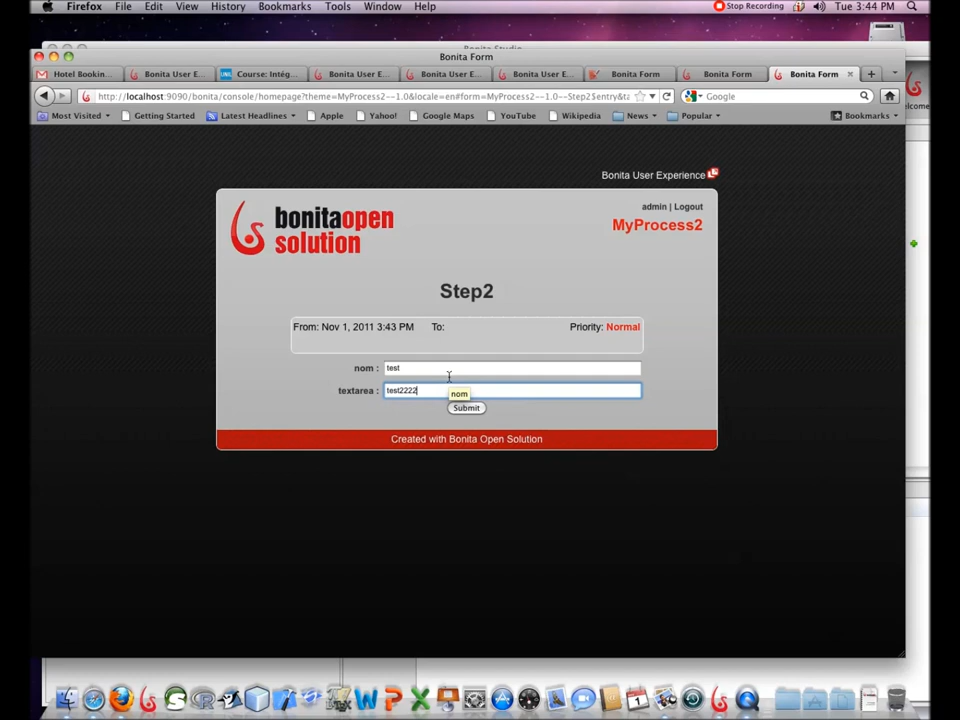 Firefox File Edit View History Bookmarks Tools Window Help Stop Recording Tue 3:44 PM
Bonita Form
Hotel Bookin... Bonita User E... Course: Intég... Bonita User E... Bonita User E... Bonita User E... Bonita Form Bonita Form Bonita Form
http://localhost:9090/bonita/console/homepage?theme=MyProcess2--1.0&locale=en#form=MyProcess2--1.0--Step2$entry&ta Google
Most Visited Getting Started Latest Headlines Apple Yahoo! Google Maps YouTube Wikipedia News Popular Bookmarks
Bonita User Experience
admin | Logout
bonitaopen
solution
MyProcess2
Step2
From: Nov 1, 2011 3:43 PM To: Priority: Normal
nom : test
textarea : test2222
nom
Submit
Created with Bonita Open Solution